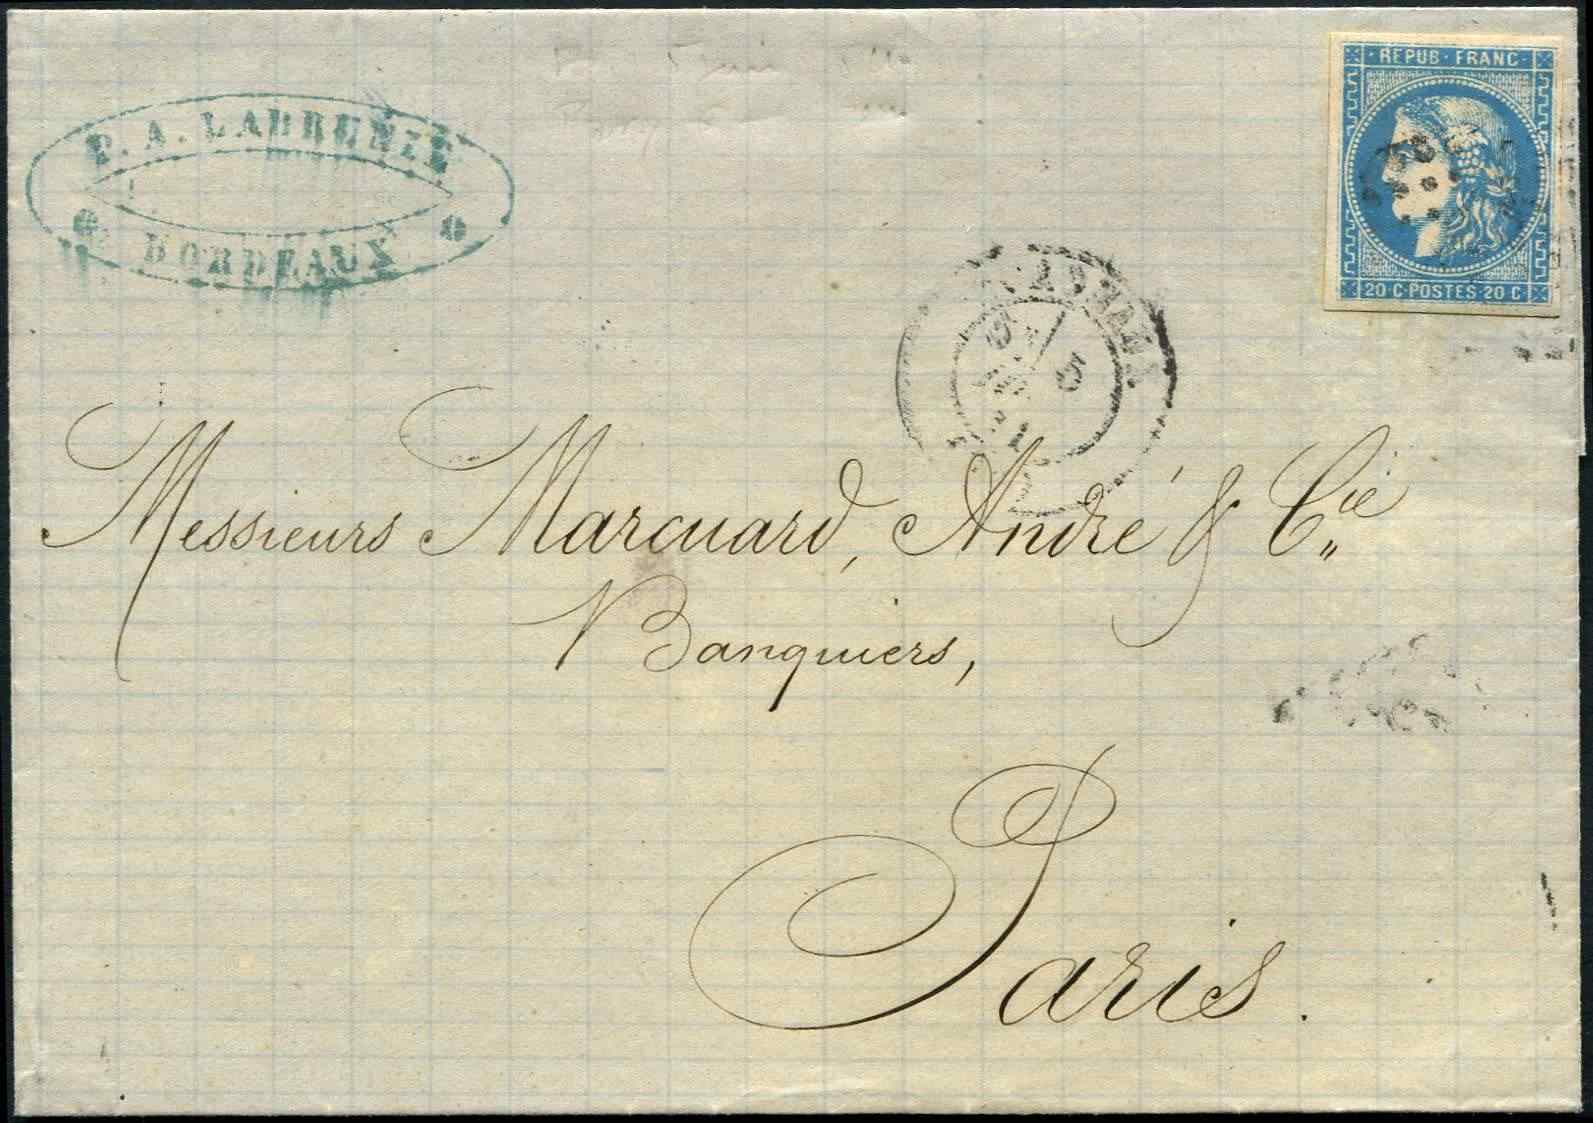 P. A. LABRUNIE
BORDEAUX
REPUB · FRANC
20 C · POSTES · 20 C
Messieurs Marcuard, André & Cie
Banquiers,
Paris.